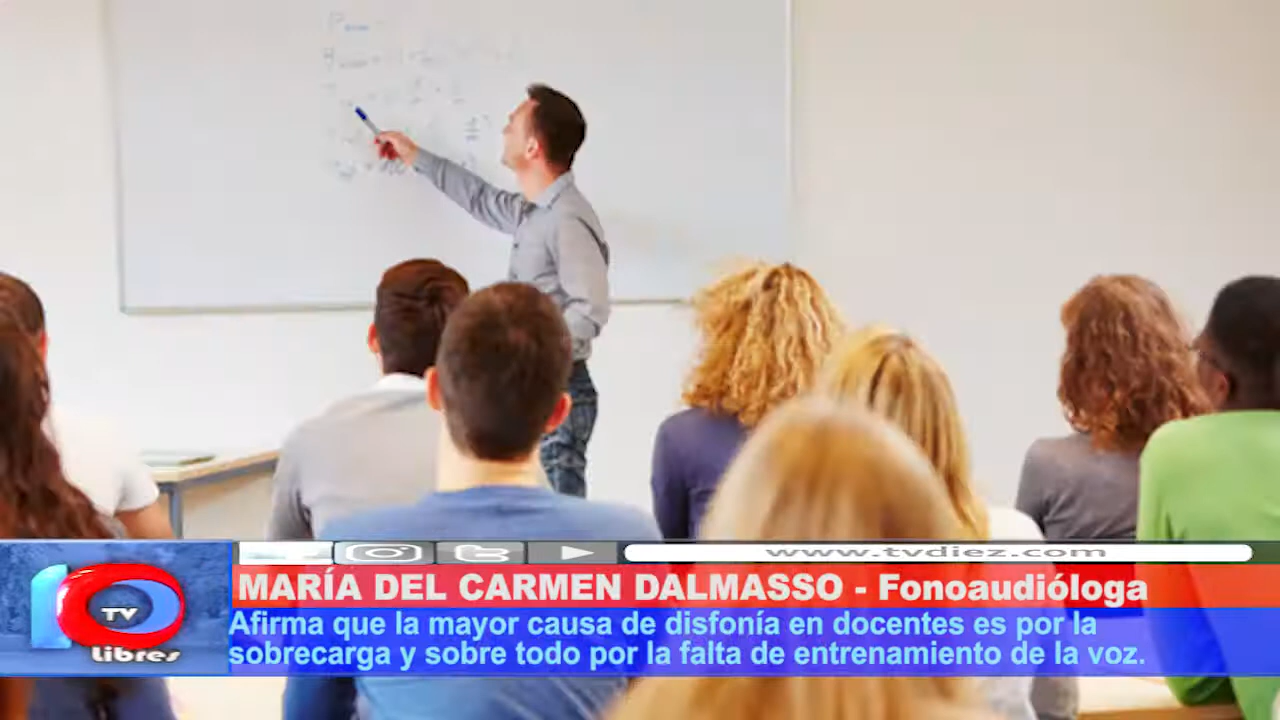 www.tvdiez.com
MARÍA DEL CARMEN DALMASSO - Fonoaudióloga
10
TV
Libres
Afirma que la mayor causa de disfonía en docentes es por la
sobrecarga y sobre todo por la falta de entrenamiento de la voz.